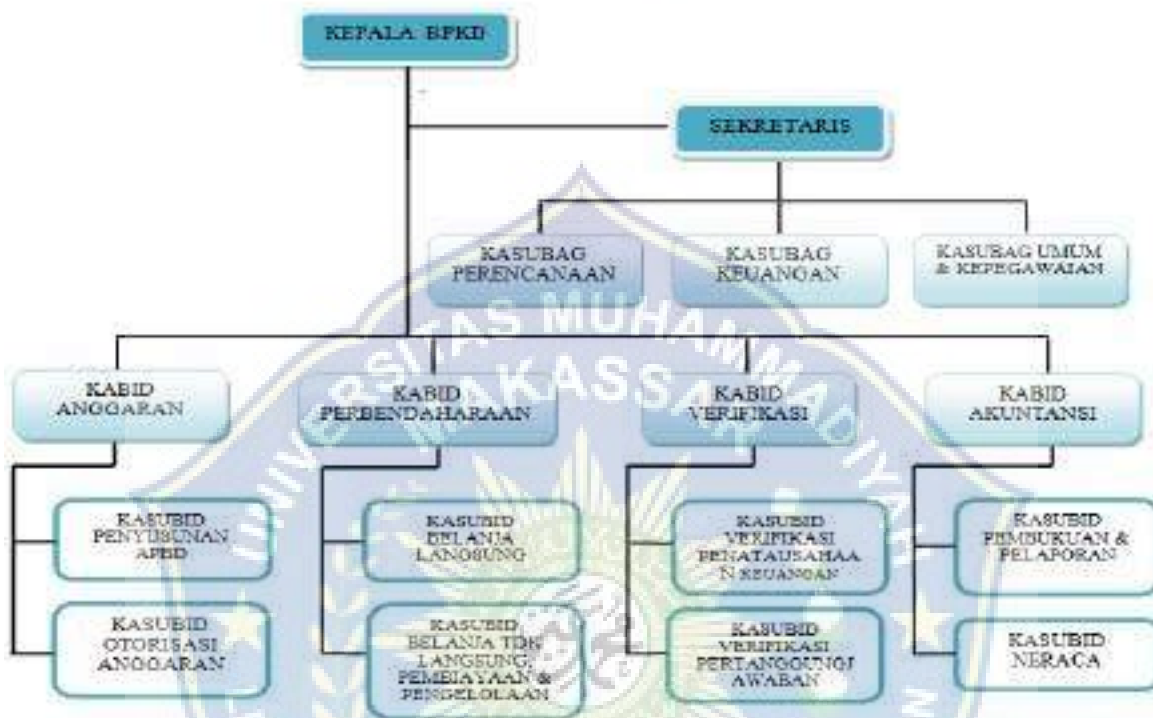 KEPALA BPKD
SEKRETARIS
KASUBAG
PERENCANAAN
KASUBAG
KEUANGAN
KASUBAG UMUM
& KEPEGAWAIAN
UNIVERSITAS MUHAMMADIYAH
MAKASSAR
KABID
ANGGARAN
KABID
PERBENDAHARAAN
KABID
VERIFIKASI
KABID
AKUNTANSI
KASUBID
PENYUSUNAN
APBD
KASUBID
BELANJA
LANGSUNG
KASUBID
VERIFIKASI
PENATAUSAHAA
N KEUANGAN
KASUBID
PEMBUKUAN &
PELAPORAN
KASUBID
OTORISASI
ANGGARAN
KASUBID
BELANJA TDK
LANGSUNG,
PEMBIAYAAN &
PENGELOLAAN
KASUBID
VERIFIKASI
PERTANGGUNGJ
AWABAN
KASUBID
NERACA